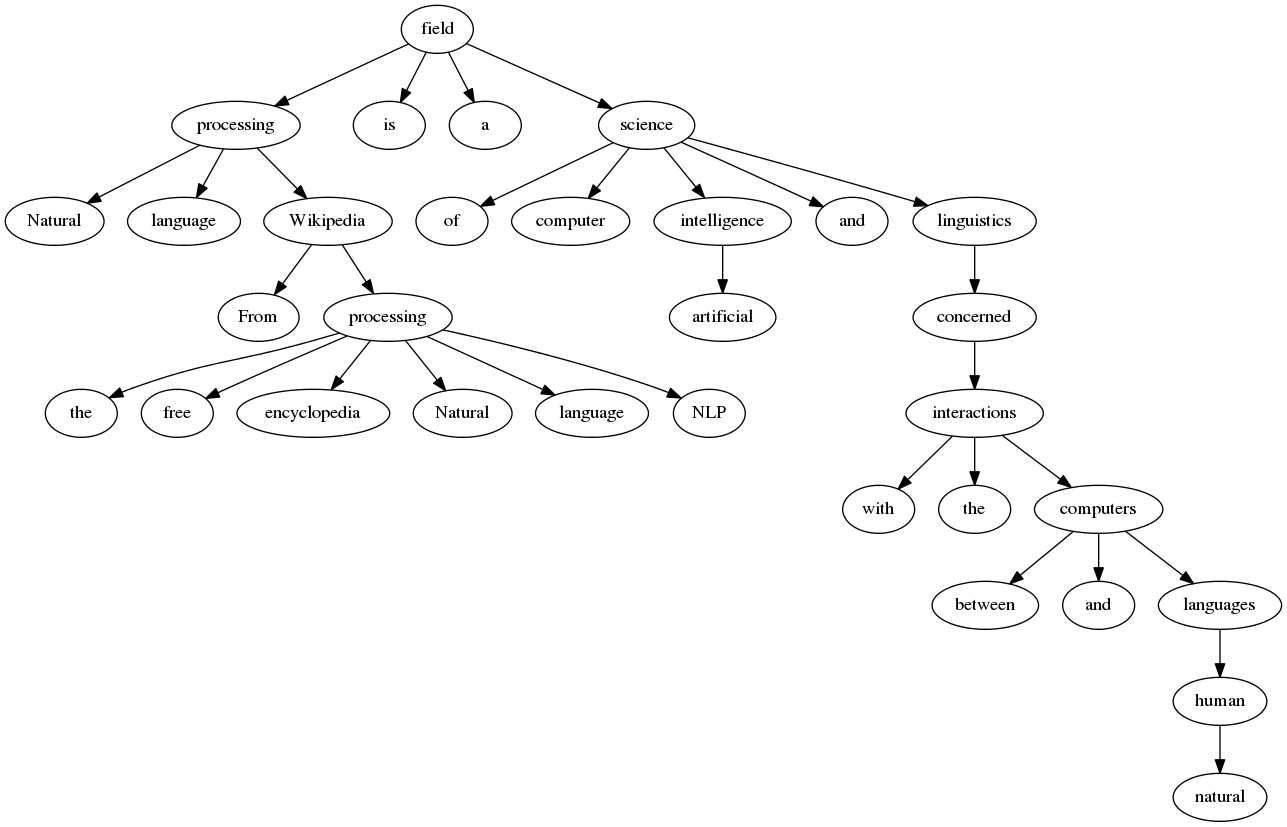 field
processing is a science
Natural language Wikipedia of computer intelligence and linguistics
From processing artificial concerned
the free encyclopedia Natural language NLP interactions
with the computers
between and languages
human
natural